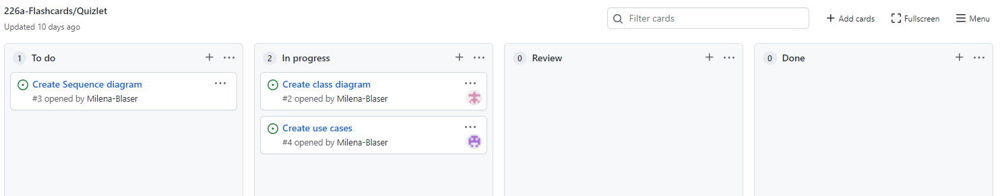 226a-Flashcards/Quizlet
Updated 10 days ago
Filter cards
Add cards
Fullscreen
Menu
1 To do
Create Sequence diagram
#3 opened by Milena-Blaser
2 In progress
Create class diagram
#2 opened by Milena-Blaser
Create use cases
#4 opened by Milena-Blaser
0 Review
0 Done